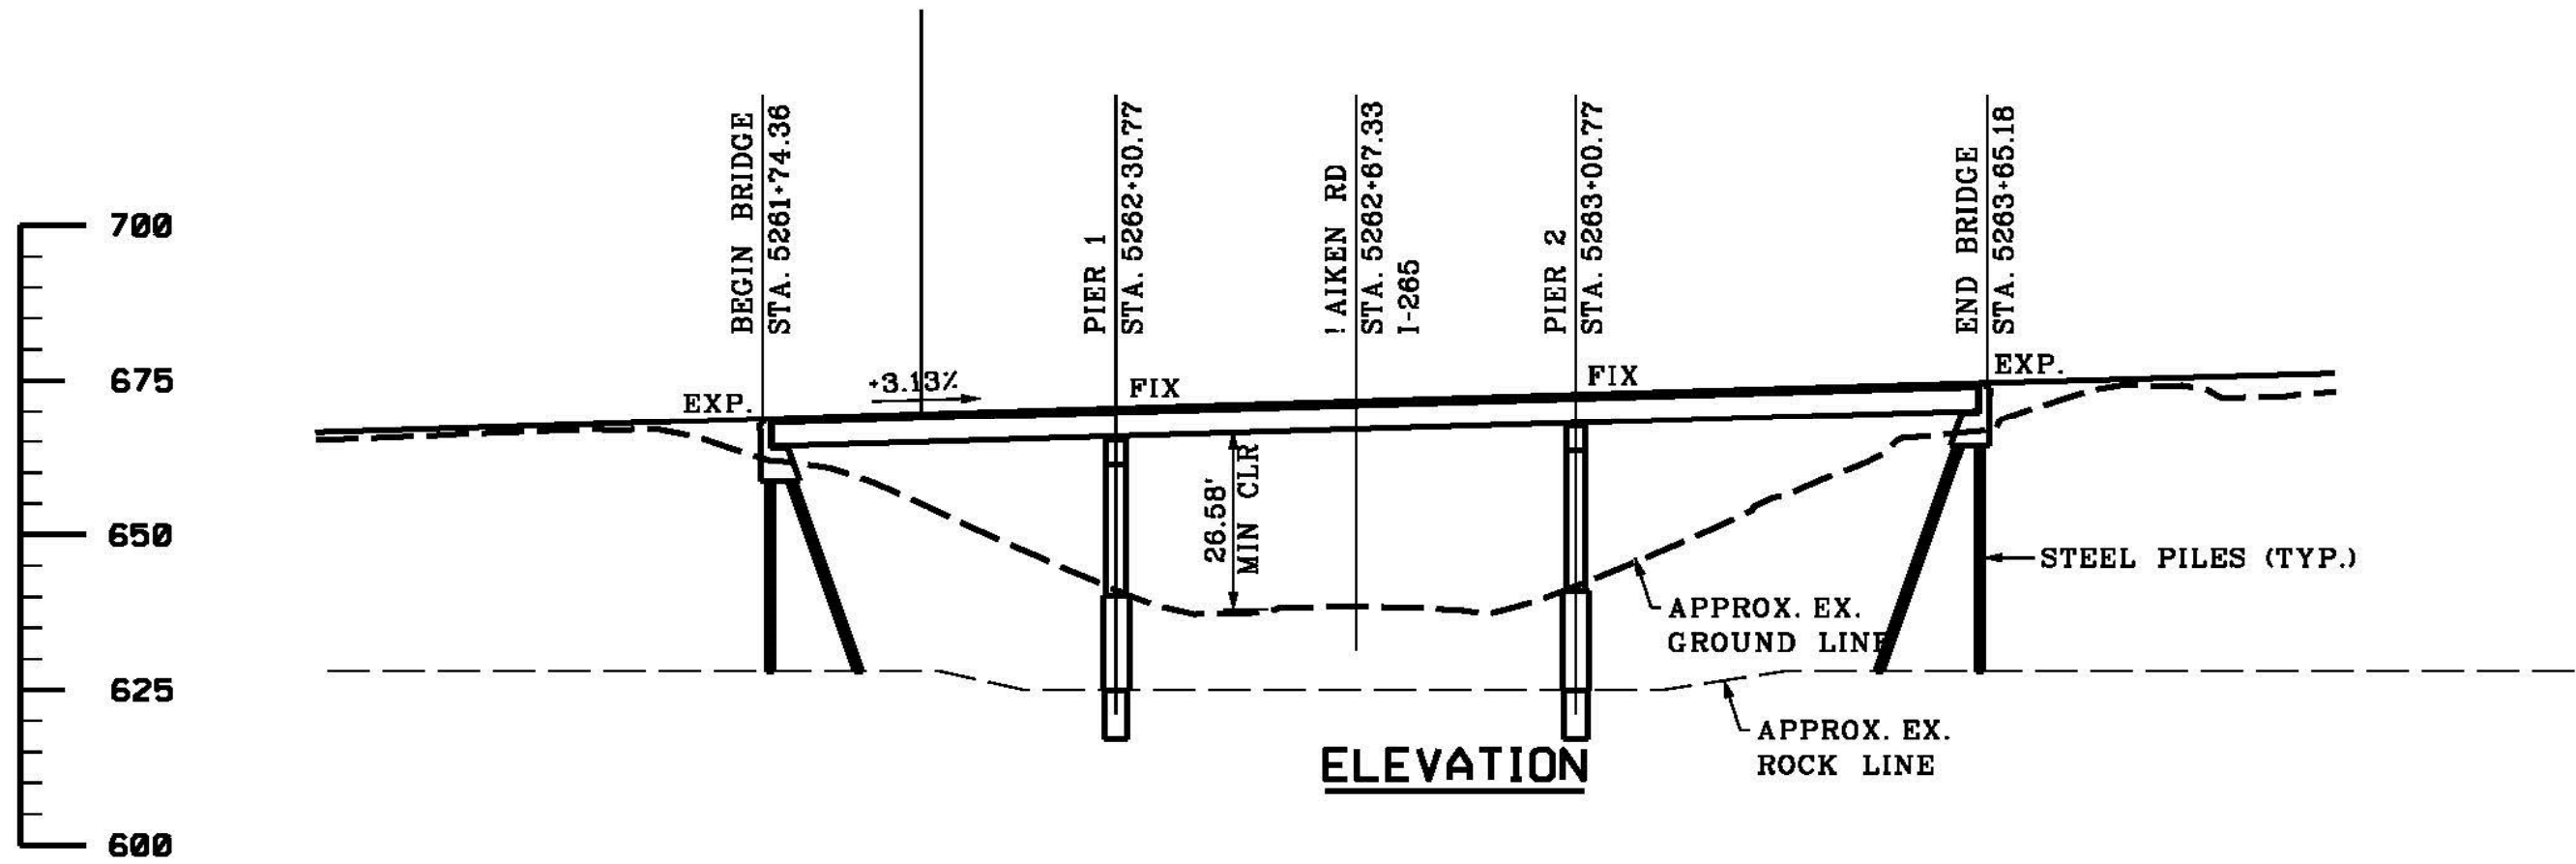 BEGIN BRIDGE
STA. 5261+74.36
PIER 1
STA. 5262+30.77
! AIKEN RD
STA. 5262+67.33
I-265
PIER 2
STA. 5263+00.77
END BRIDGE
STA. 5263+65.18
700
675
650
625
600
EXP.
+3.13%
FIX
FIX
EXP.
26.58'
MIN CLR
STEEL PILES (TYP.)
APPROX. EX.
GROUND LINE
APPROX. EX.
ROCK LINE
ELEVATION